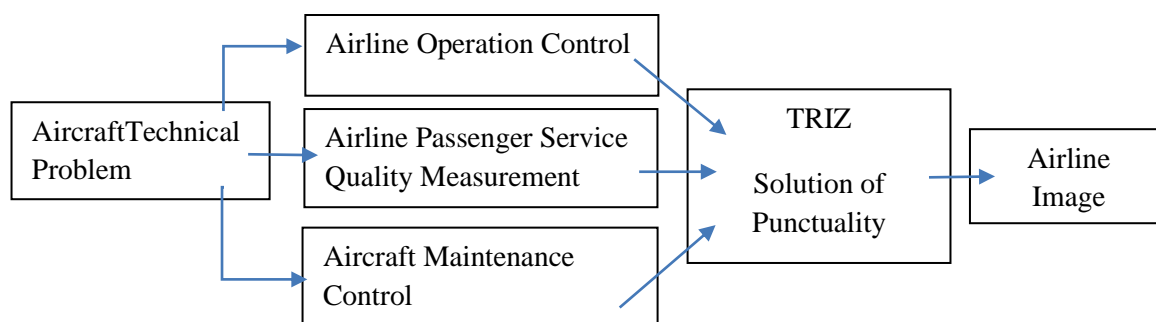 Airline Operation Control
AircraftTechnical
Problem
Airline Passenger Service
Quality Measurement
Aircraft Maintenance
Control
TRIZ
Solution of
Punctuality
Airline
Image